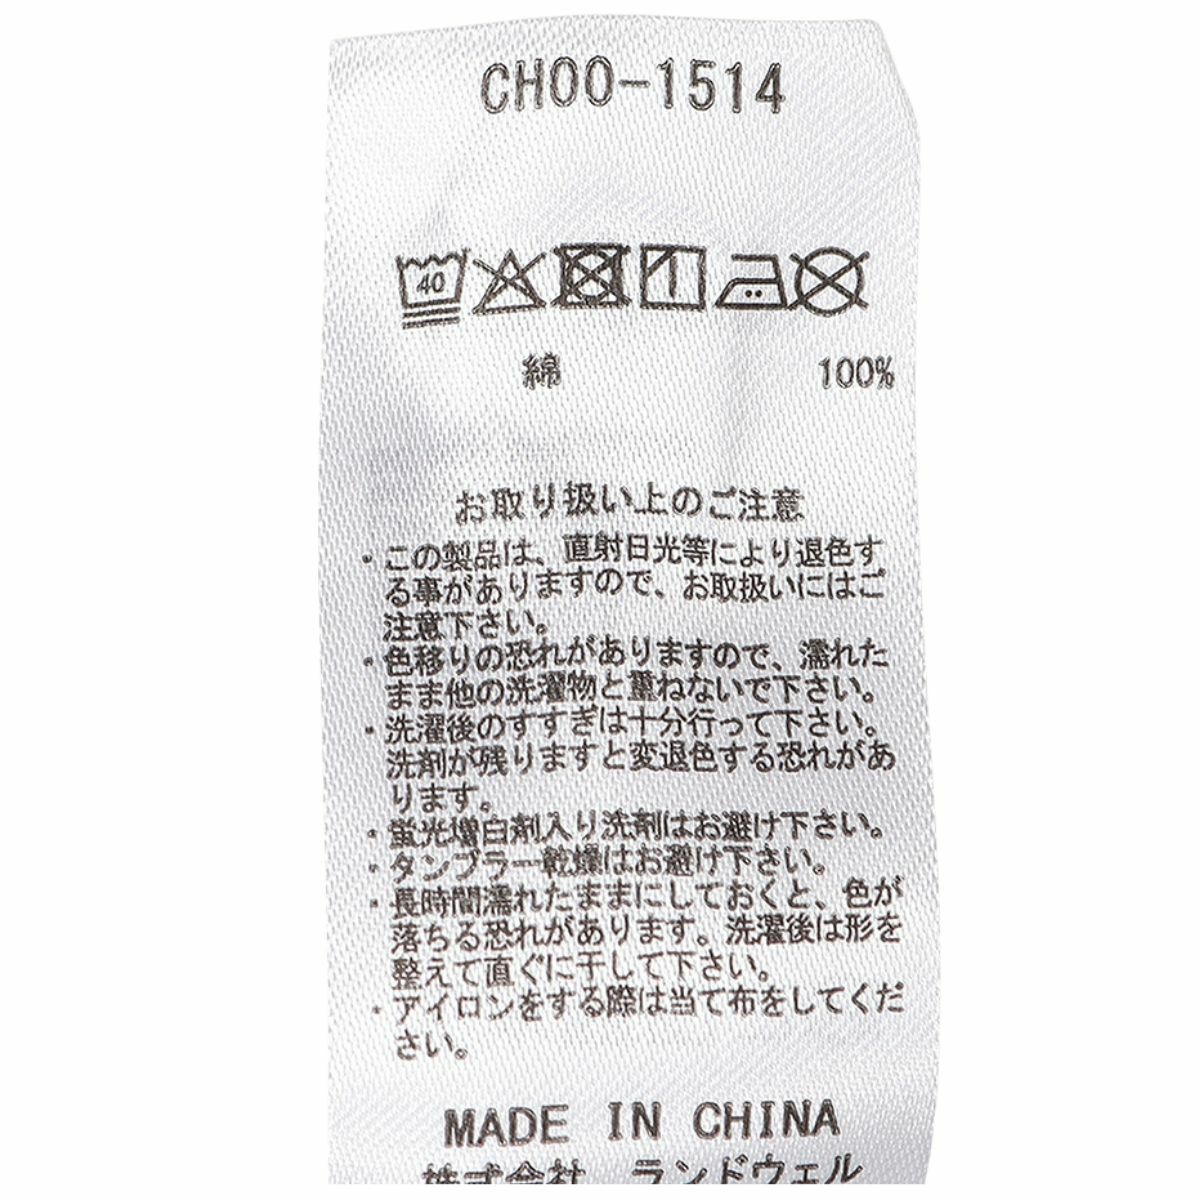 CH00-1514
40
綿 100%
お取り扱い上のご注意
・この製品は、直射日光等により退色す
る事がありますので、お取扱いにはご
注意下さい。
・色移りの恐れがありますので、濡れた
まま他の洗濯物と重ねないで下さい。
・洗濯後のすすぎは十分行って下さい。
洗剤が残りますと変退色する恐れがあ
ります。
・蛍光増白剤入り洗剤はお避け下さい。
・タンブラー乾燥はお避け下さい。
・長時間濡れたままにしておくと、色が
落ちる恐れがあります。洗濯後は形を
整えて直ぐに干して下さい。
・アイロンをする際は当て布をしてくだ
さい。
MADE IN CHINA
株式会社 ランドウェル